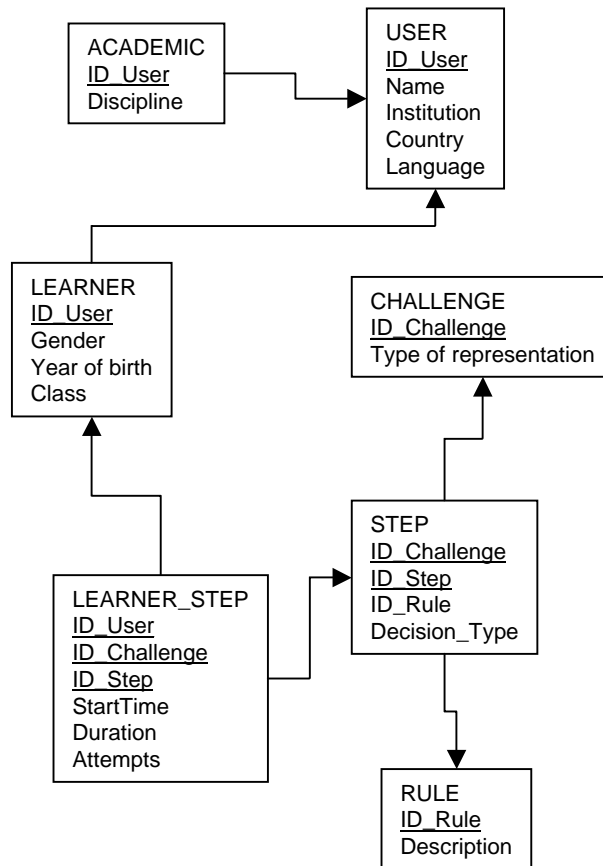 ACADEMIC
ID_User
Discipline
USER
ID_User
Name
Institution
Country
Language
LEARNER
ID_User
Gender
Year of birth
Class
CHALLENGE
ID_Challenge
Type of representation
LEARNER_STEP
ID_User
ID_Challenge
ID_Step
StartTime
Duration
Attempts
STEP
ID_Challenge
ID_Step
ID_Rule
Decision_Type
RULE
ID_Rule
Description